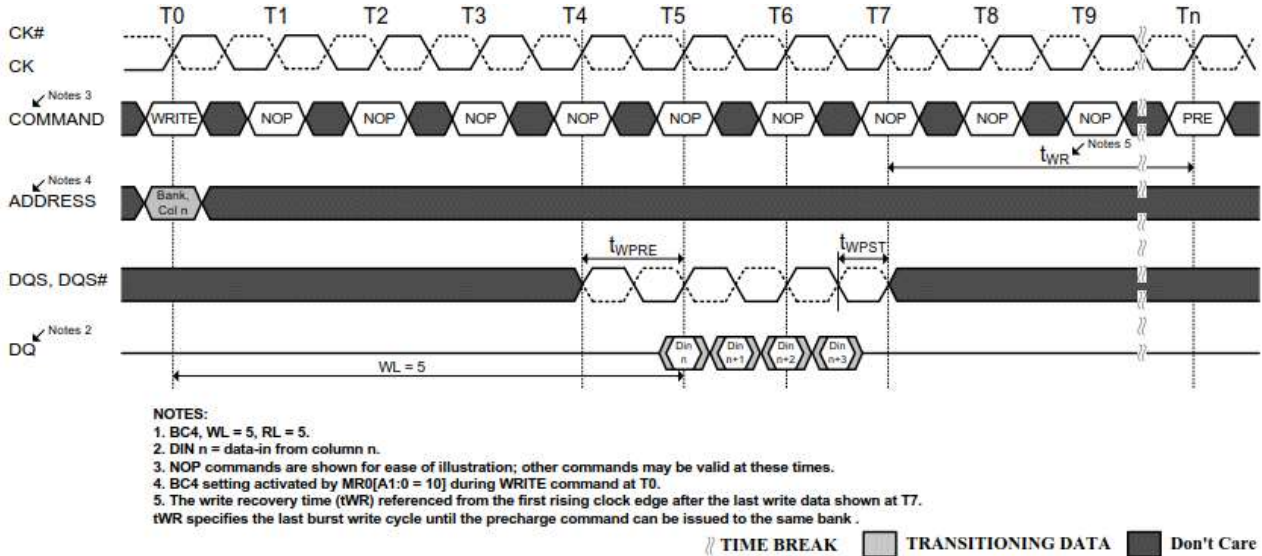 T0 T1 T2 T3 T4 T5 T6 T7 T8 T9 Tn
CK#
CK
Notes 3
COMMAND WRITE NOP NOP NOP NOP NOP NOP NOP NOP NOP PRE
tWR Notes 5
Notes 4
ADDRESS Bank,
Col n
tWPRE tWPST
DQS, DQS#
Notes 2
DQ Din n Din n+1 Din n+2 Din n+3
WL = 5
NOTES:
1. BC4, WL = 5, RL = 5.
2. DIN n = data-in from column n.
3. NOP commands are shown for ease of illustration; other commands may be valid at these times.
4. BC4 setting activated by MR0[A1:0 = 10] during WRITE command at T0.
5. The write recovery time (tWR) referenced from the first rising clock edge after the last write data shown at T7.
tWR specifies the last burst write cycle until the precharge command can be issued to the same bank .
TIME BREAK TRANSITIONING DATA Don't Care